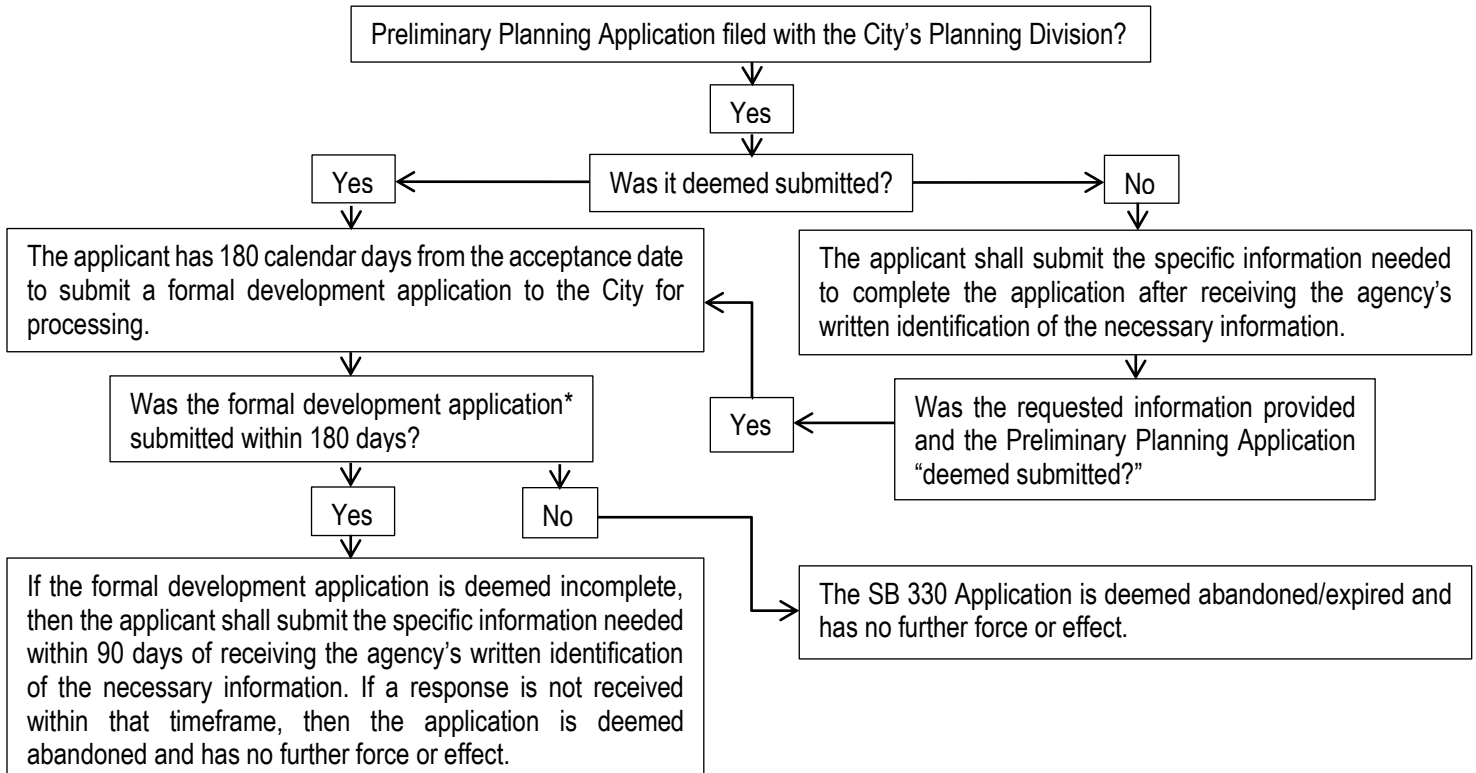 Preliminary Planning Application filed with the City's Planning Division?
Yes
Was it deemed submitted?
Yes
No
The applicant has 180 calendar days from the acceptance date
to submit a formal development application to the City for
processing.
The applicant shall submit the specific information needed
to complete the application after receiving the agency's
written identification of the necessary information.
Was the formal development application*
submitted within 180 days?
Yes
Was the requested information provided
and the Preliminary Planning Application
“deemed submitted?”
Yes
No
If the formal development application is deemed incomplete,
then the applicant shall submit the specific information needed
within 90 days of receiving the agency's written identification
of the necessary information. If a response is not received
within that timeframe, then the application is deemed
abandoned and has no further force or effect.
The SB 330 Application is deemed abandoned/expired and
has no further force or effect.